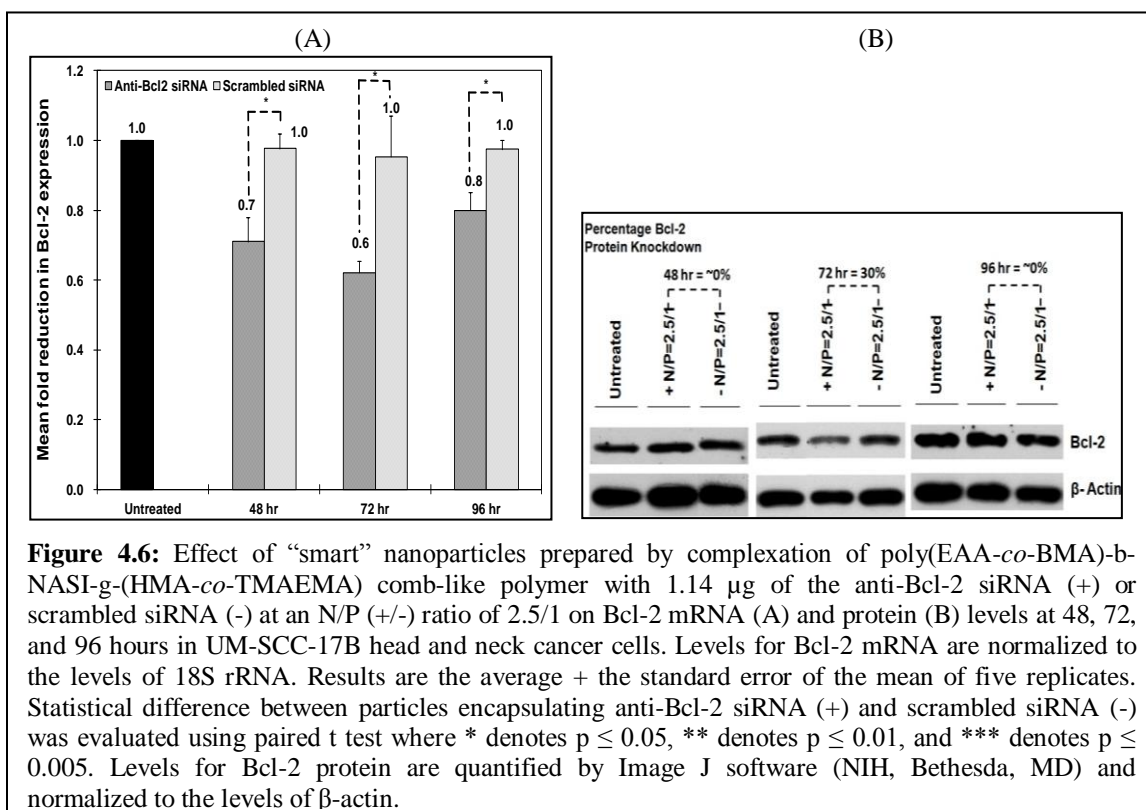 (A)
(B)
1.2
1.0
0.8
0.6
0.4
0.2
0.0
Mean fold reduction in Bcl-2 expression
Anti-Bcl2 siRNA
Scrambled siRNA
*
*
*
1.0
0.7
1.0
0.6
1.0
0.8
1.0
Untreated
48 hr
72 hr
96 hr
Percentage Bcl-2
Protein Knockdown
48 hr = ~0%
72 hr = 30%
96 hr = ~0%
Untreated
+ N/P=2.5/1
- N/P=2.5/1
Untreated
+ N/P=2.5/1
- N/P=2.5/1
Untreated
+ N/P=2.5/1
- N/P=2.5/1
Bcl-2
β- Actin
Figure 4.6: Effect of “smart” nanoparticles prepared by complexation of poly(EAA-co-BMA)-b-
NASI-g-(HMA-co-TMAEMA) comb-like polymer with 1.14 µg of the anti-Bcl-2 siRNA (+) or
scrambled siRNA (-) at an N/P (+/-) ratio of 2.5/1 on Bcl-2 mRNA (A) and protein (B) levels at 48, 72,
and 96 hours in UM-SCC-17B head and neck cancer cells. Levels for Bcl-2 mRNA are normalized to
the levels of 18S rRNA. Results are the average + the standard error of the mean of five replicates.
Statistical difference between particles encapsulating anti-Bcl-2 siRNA (+) and scrambled siRNA (-)
was evaluated using paired t test where * denotes p ≤ 0.05, ** denotes p ≤ 0.01, and *** denotes p ≤
0.005. Levels for Bcl-2 protein are quantified by Image J software (NIH, Bethesda, MD) and
normalized to the levels of β-actin.